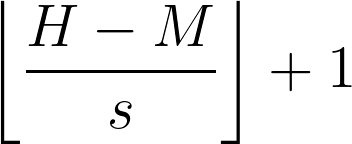 ⌊(H − M)/s⌋ + 1